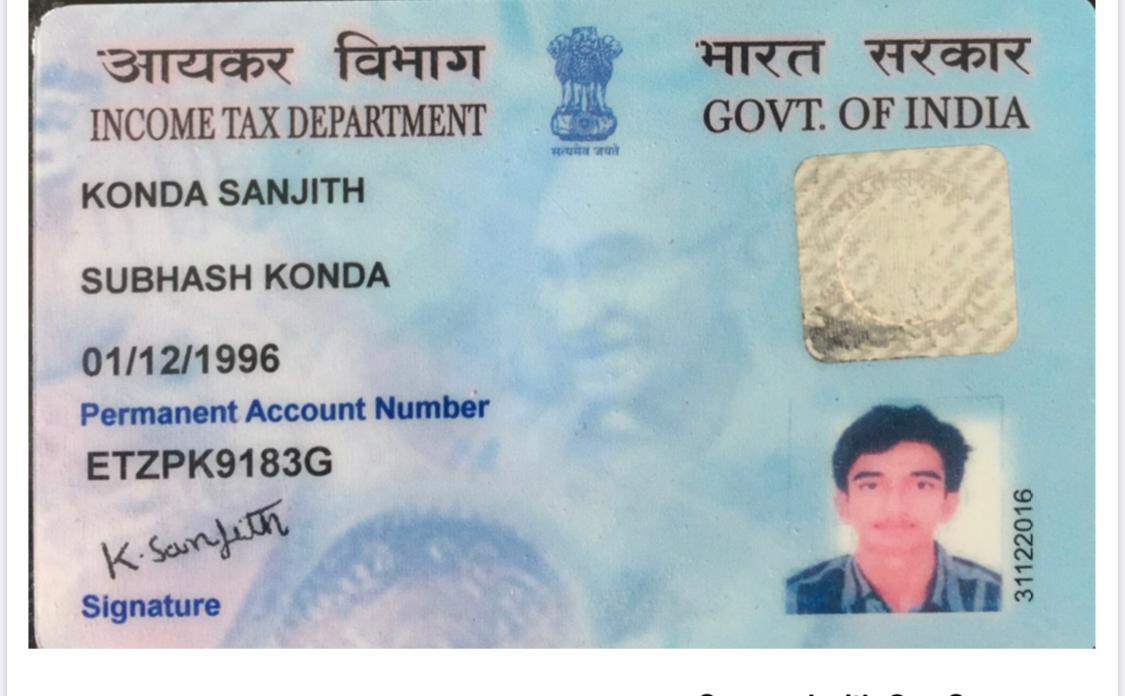 आयकर विभाग
INCOME TAX DEPARTMENT
सत्यमेव जयते
भारत सरकार
GOVT. OF INDIA
KONDA SANJITH
SUBHASH KONDA
01/12/1996
Permanent Account Number
ETZPK9183G
K. Sanjith
Signature
31122016